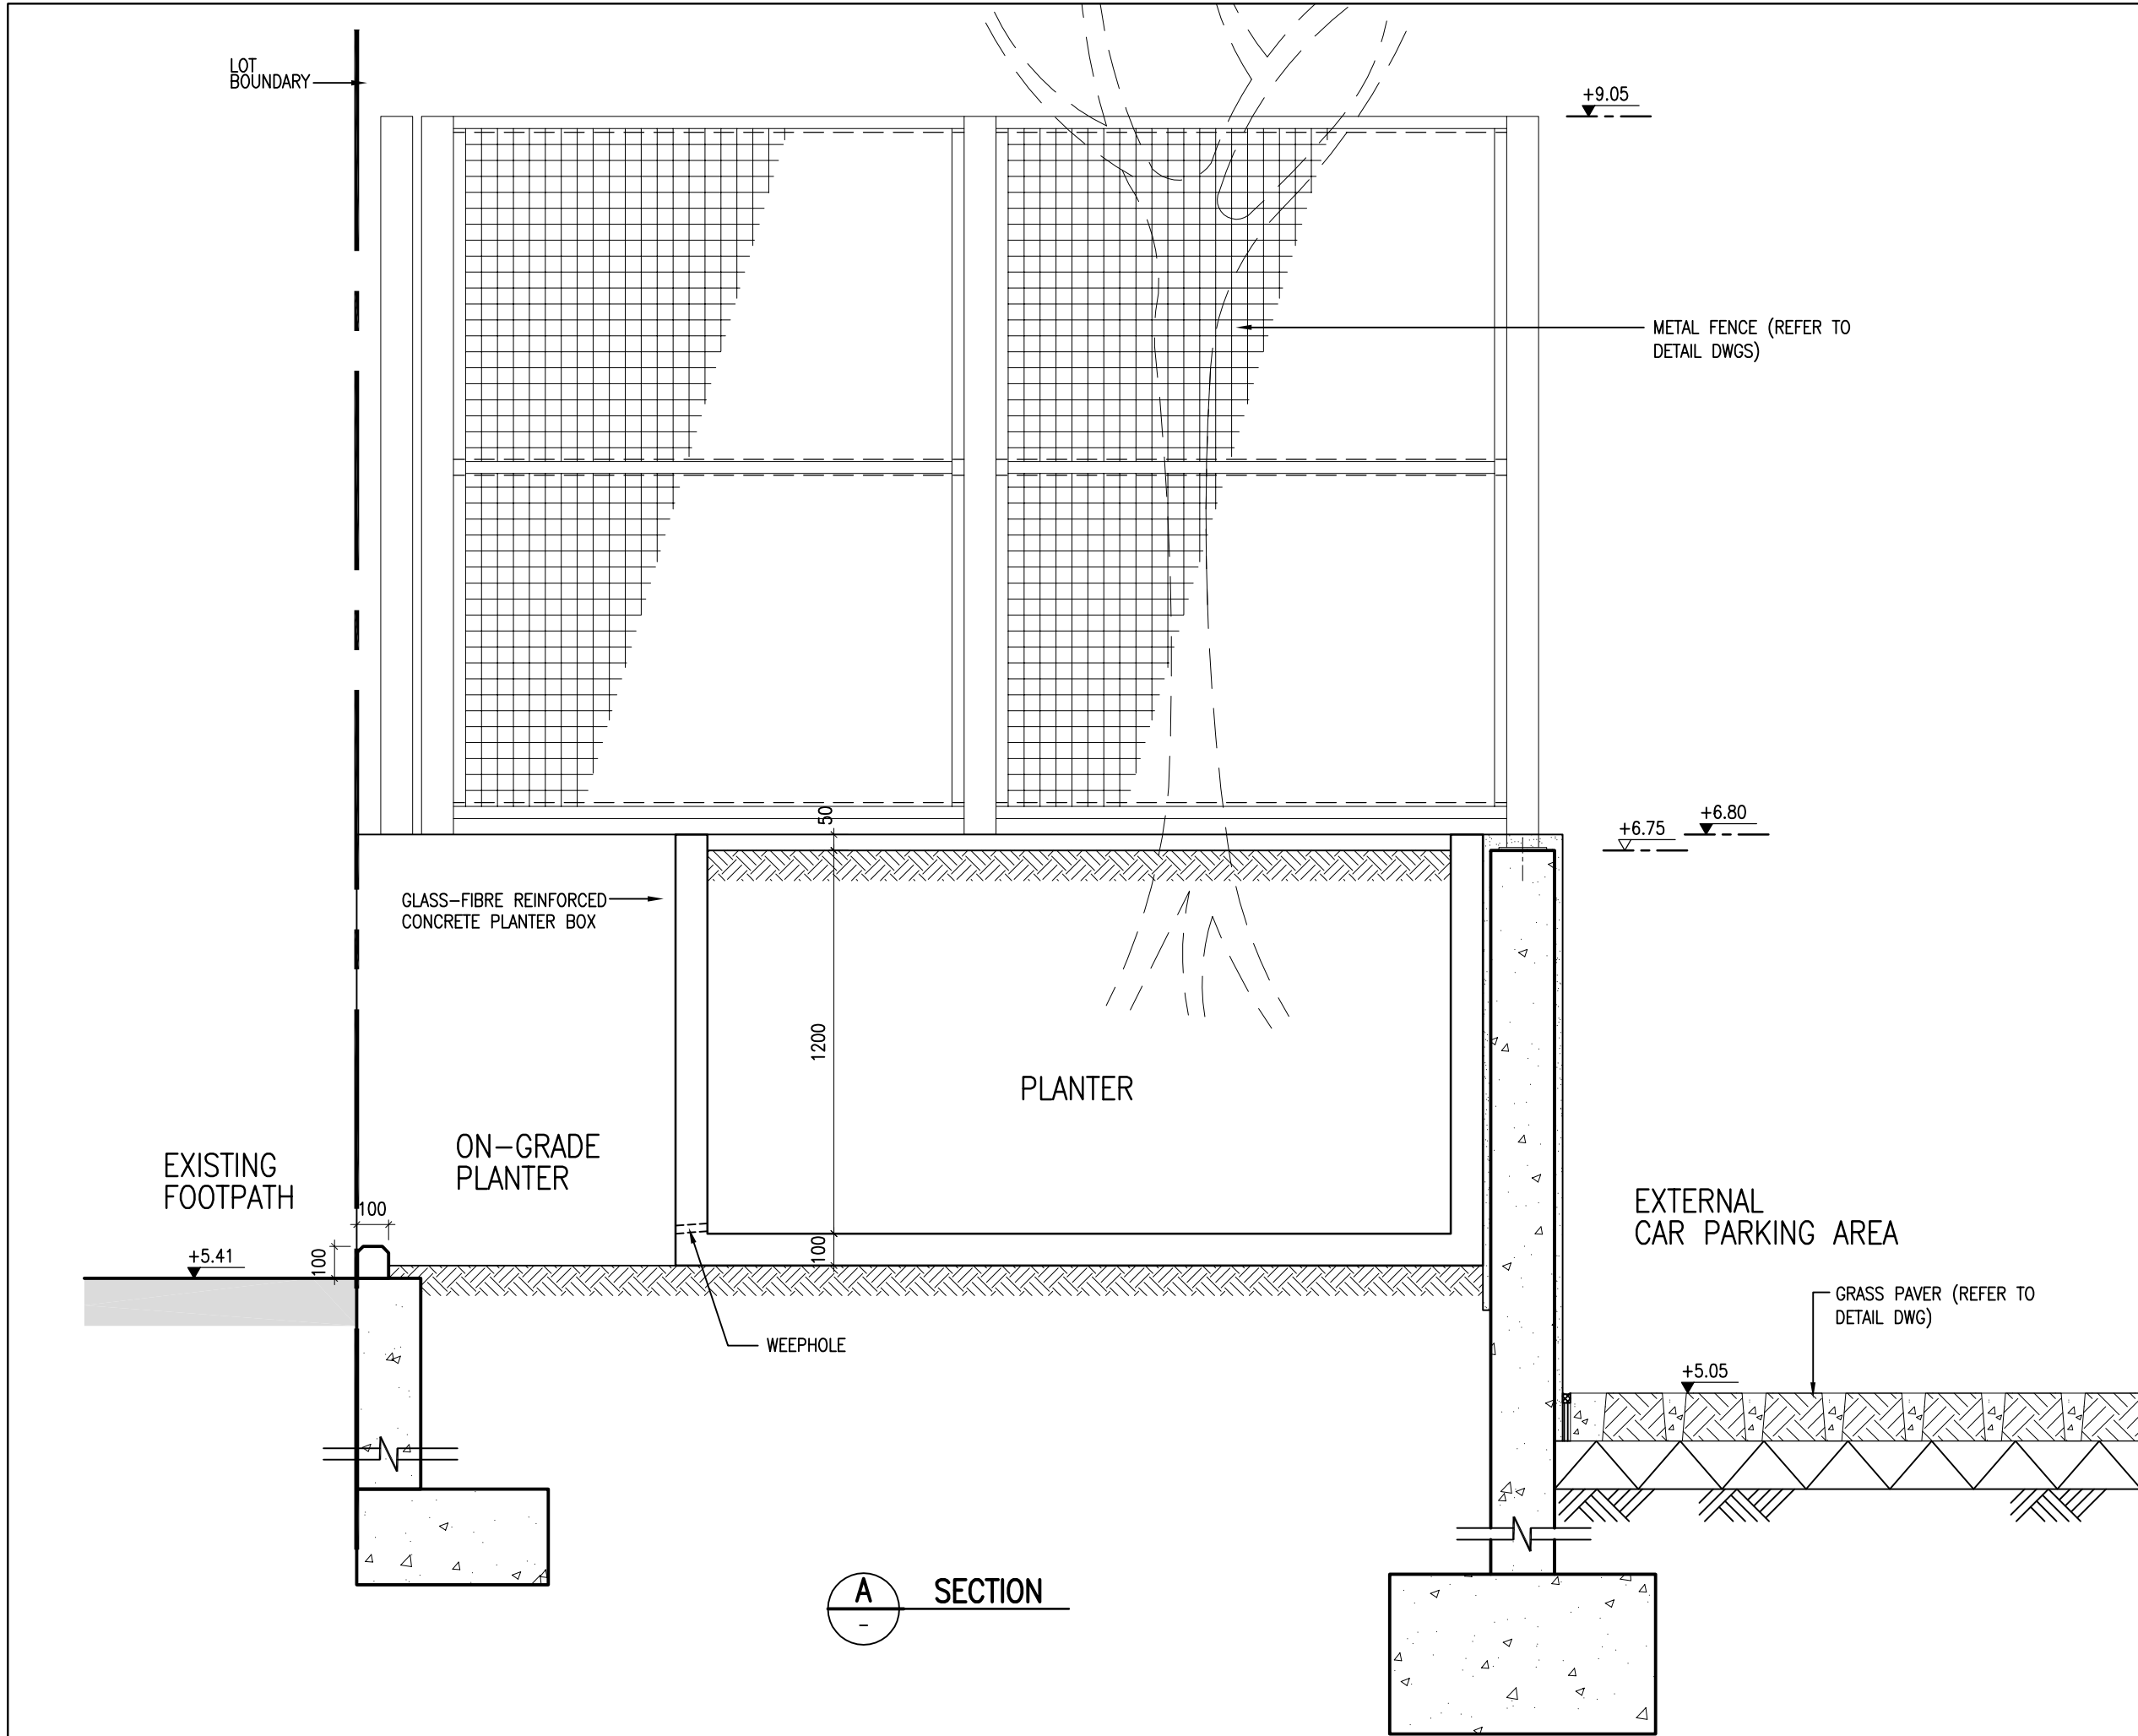 LOT
BOUNDARY
+9.05
METAL FENCE (REFER TO
DETAIL DWGS)
50
+6.80
+6.75
GLASS-FIBRE REINFORCED
CONCRETE PLANTER BOX
1200
PLANTER
ON-GRADE
PLANTER
EXISTING
FOOTPATH
100
EXTERNAL
CAR PARKING AREA
+5.41
100
100
GRASS PAVER (REFER TO
DETAIL DWG)
WEEPHOLE
+5.05
A
-
SECTION